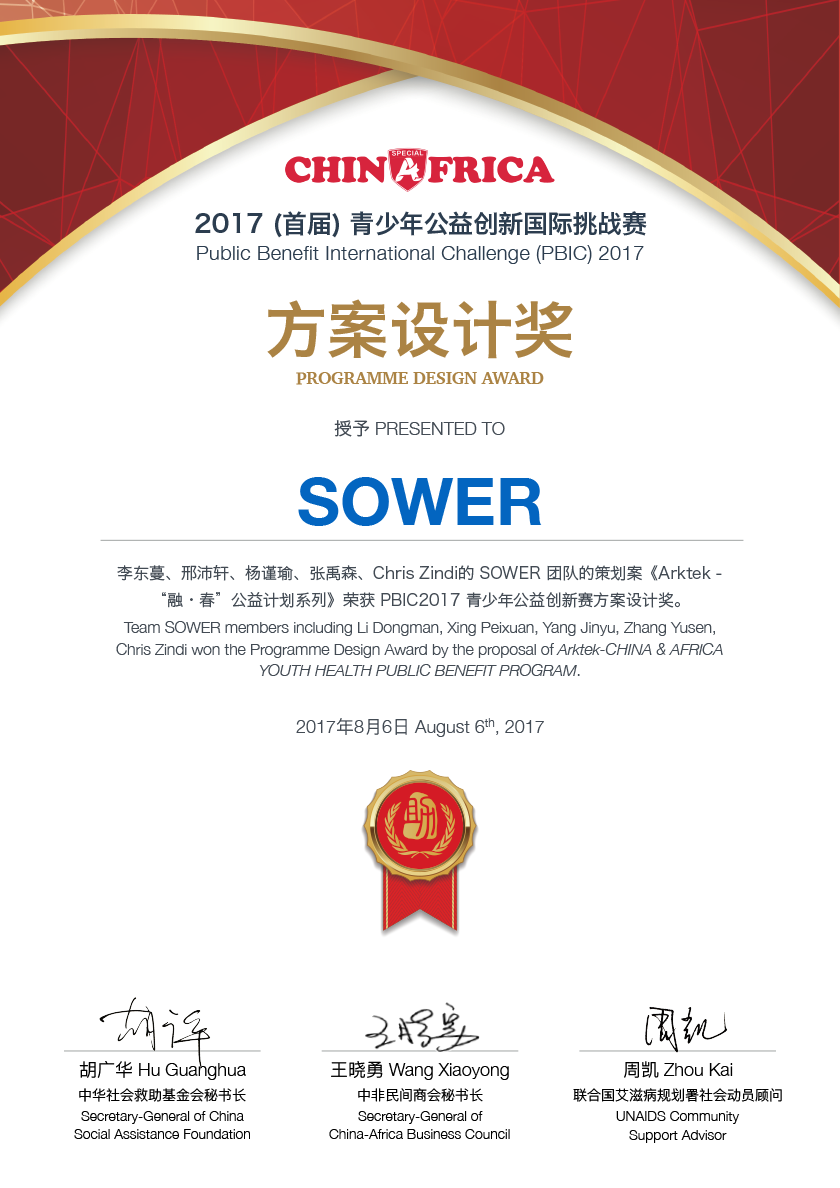 SPECIAL
CHINAFRICA
2017 (首届) 青少年公益创新国际挑战赛
Public Benefit International Challenge (PBIC) 2017
方案设计奖
PROGRAMME DESIGN AWARD
授予 PRESENTED TO
SOWER
李东蔓、邢沛轩、杨谨瑜、张禹森、Chris Zindi的 SOWER 团队的策划案《Arktek -
“融·春”公益计划系列》荣获 PBIC2017 青少年公益创新赛方案设计奖。
Team SOWER members including Li Dongman, Xing Peixuan, Yang Jinyu, Zhang Yusen,
Chris Zindi won the Programme Design Award by the proposal of Arktek-CHINA & AFRICA
YOUTH HEALTH PUBLIC BENEFIT PROGRAM.
2017年8月6日 August 6th, 2017
胡广华 Hu Guanghua
中华社会救助基金会秘书长
Secretary-General of China
Social Assistance Foundation
王晓勇 Wang Xiaoyong
中非民间商会秘书长
Secretary-General of
China-Africa Business Council
周凯
周凯 Zhou Kai
联合国艾滋病规划署社会动员顾问
UNAIDS Community
Support Advisor